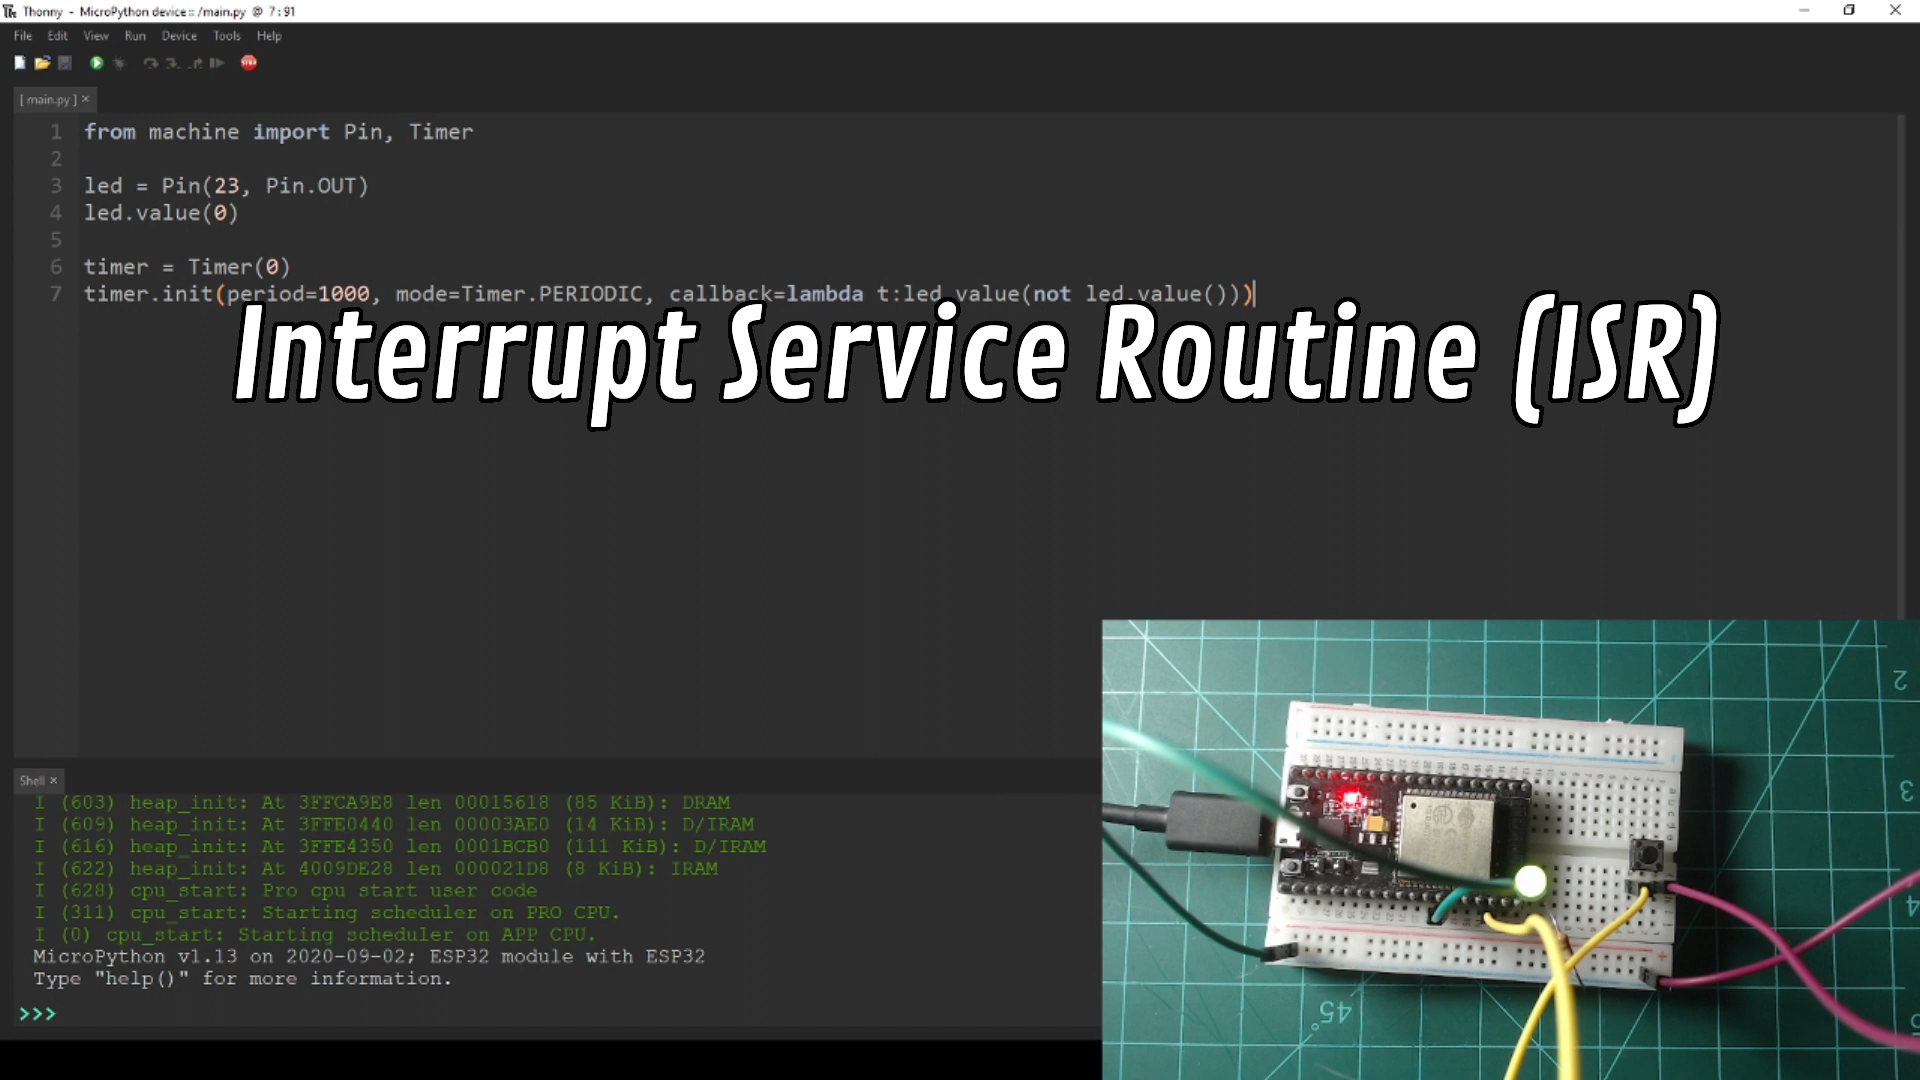 Thonny - MicroPython device :: /main.py @ 7 : 91
File Edit View Run Device Tools Help
STOP
[ main.py ] ×
1 from machine import Pin, Timer
2
3 led = Pin(23, Pin.OUT)
4 led.value(0)
5
6 timer = Timer(0)
7 timer.init(period=1000, mode=Timer.PERIODIC, callback=lambda t:led.value(not led.value()))
Interrupt Service Routine (ISR)
Shell ×
I (603) heap_init: At 3FFCA9E8 len 00015618 (85 KiB): DRAM
I (609) heap_init: At 3FFE0440 len 00003AE0 (14 KiB): D/IRAM
I (616) heap_init: At 3FFE4350 len 0001BCB0 (111 KiB): D/IRAM
I (622) heap_init: At 4009DE28 len 000021D8 (8 KiB): IRAM
I (628) cpu_start: Pro cpu start user code
I (311) cpu_start: Starting scheduler on PRO CPU.
I (0) cpu_start: Starting scheduler on APP CPU.
MicroPython v1.13 on 2020-09-02; ESP32 module with ESP32
Type "help()" for more information.
>>>
2
3
4
45°